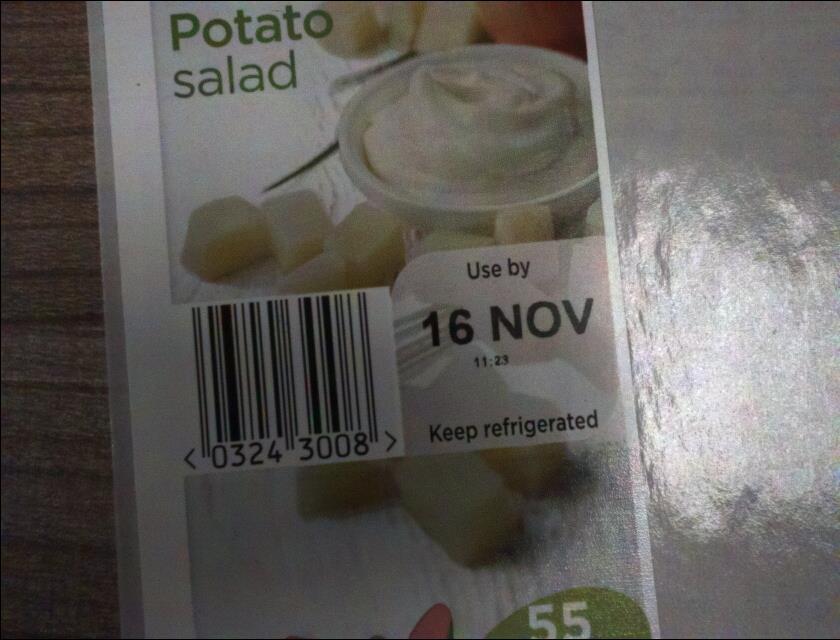 Potato
salad
Use by
16 NOV
11:23
Keep refrigerated
<0324 3008>
55